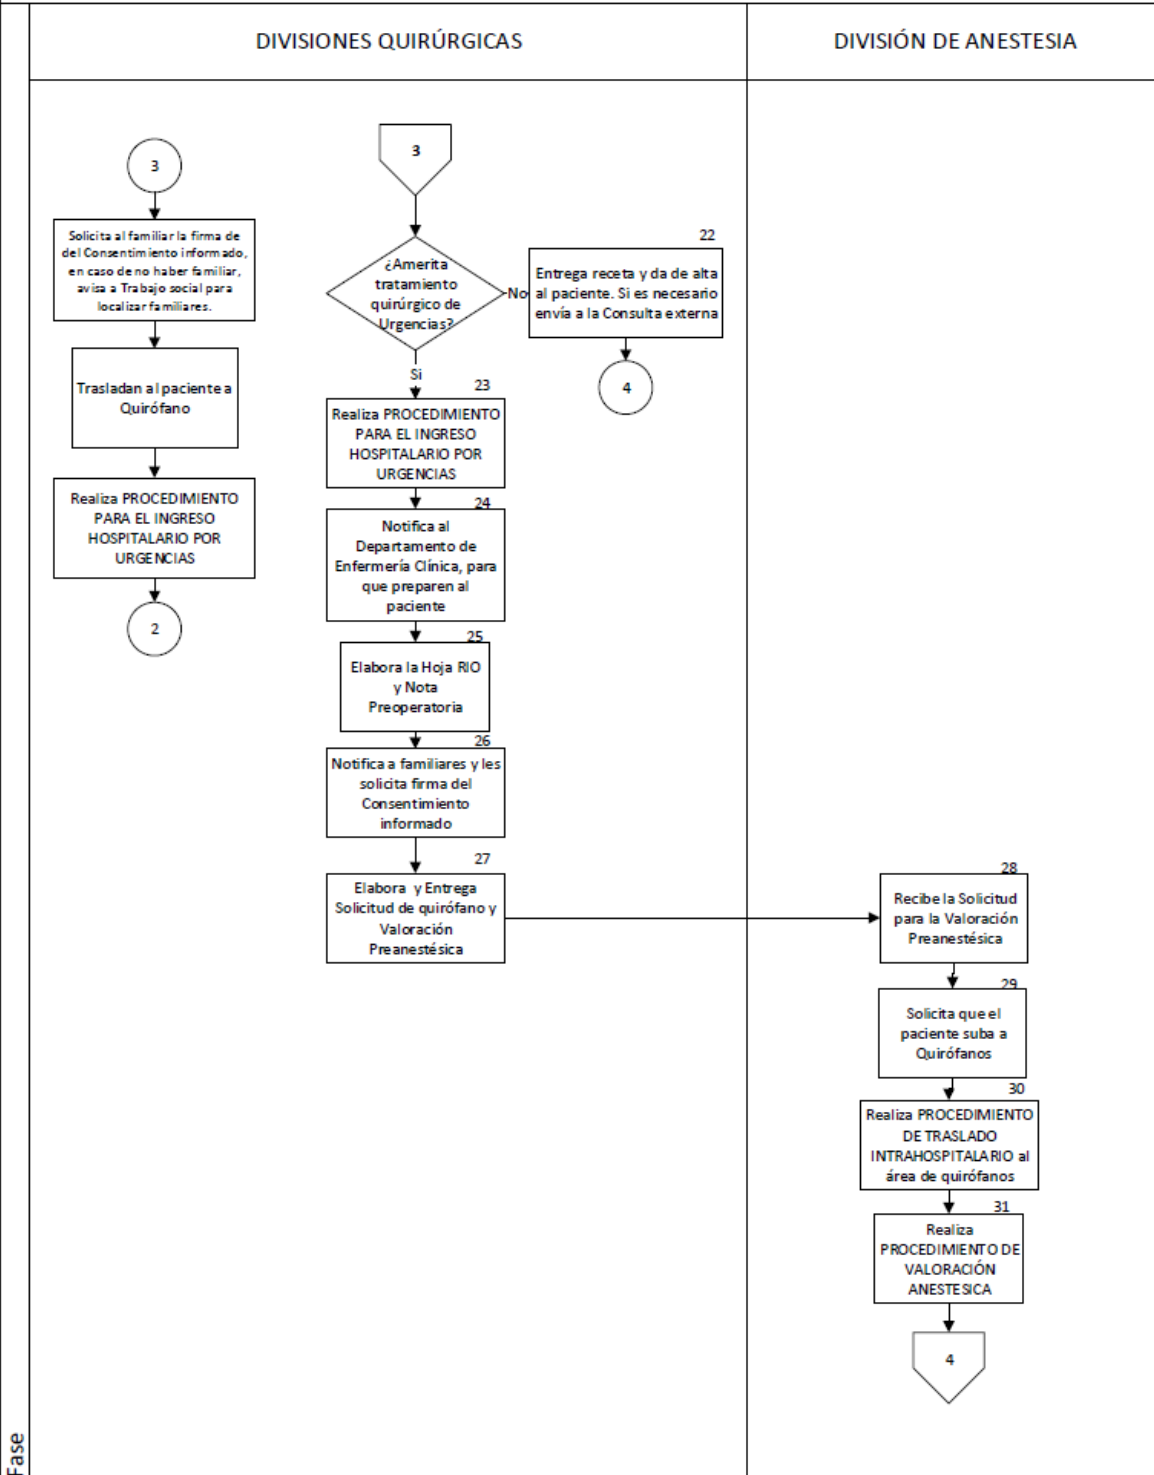 DIVISIONES QUIRÚRGICAS
DIVISIÓN DE ANESTESIA
3
Solicita al familiar la firma de
del Consentimiento informado,
en caso de no haber familiar,
avisa a Trabajo social para
localizar familiares.
Trasladan al paciente a
Quirófano
Realiza PROCEDIMIENTO
PARA EL INGRESO
HOSPITALARIO POR
URGENCIAS
2
3
¿Amerita
tratamiento
quirúrgico de
Urgencias?
No
22
Entrega receta y da de alta
al paciente. Si es necesario
envía a la Consulta externa
4
Si
23
Realiza PROCEDIMIENTO
PARA EL INGRESO
HOSPITALARIO POR
URGENCIAS
24
Notifica al
Departamento de
Enfermería Clínica, para
que preparen al
paciente
25
Elabora la Hoja RIO
y Nota
Preoperatoria
26
Notifica a familiares y les
solicita firma del
Consentimiento
informado
27
Elabora y Entrega
Solicitud de quirófano y
Valoración
Preanestésica
28
Recibe la Solicitud
para la Valoración
Preanestésica
29
Solicita que el
paciente suba a
Quirófanos
30
Realiza PROCEDIMIENTO
DE TRASLADO
INTRAHOSPITALARIO al
área de quirófanos
31
Realiza
PROCEDIMIENTO DE
VALORACIÓN
ANESTESICA
4
Fase